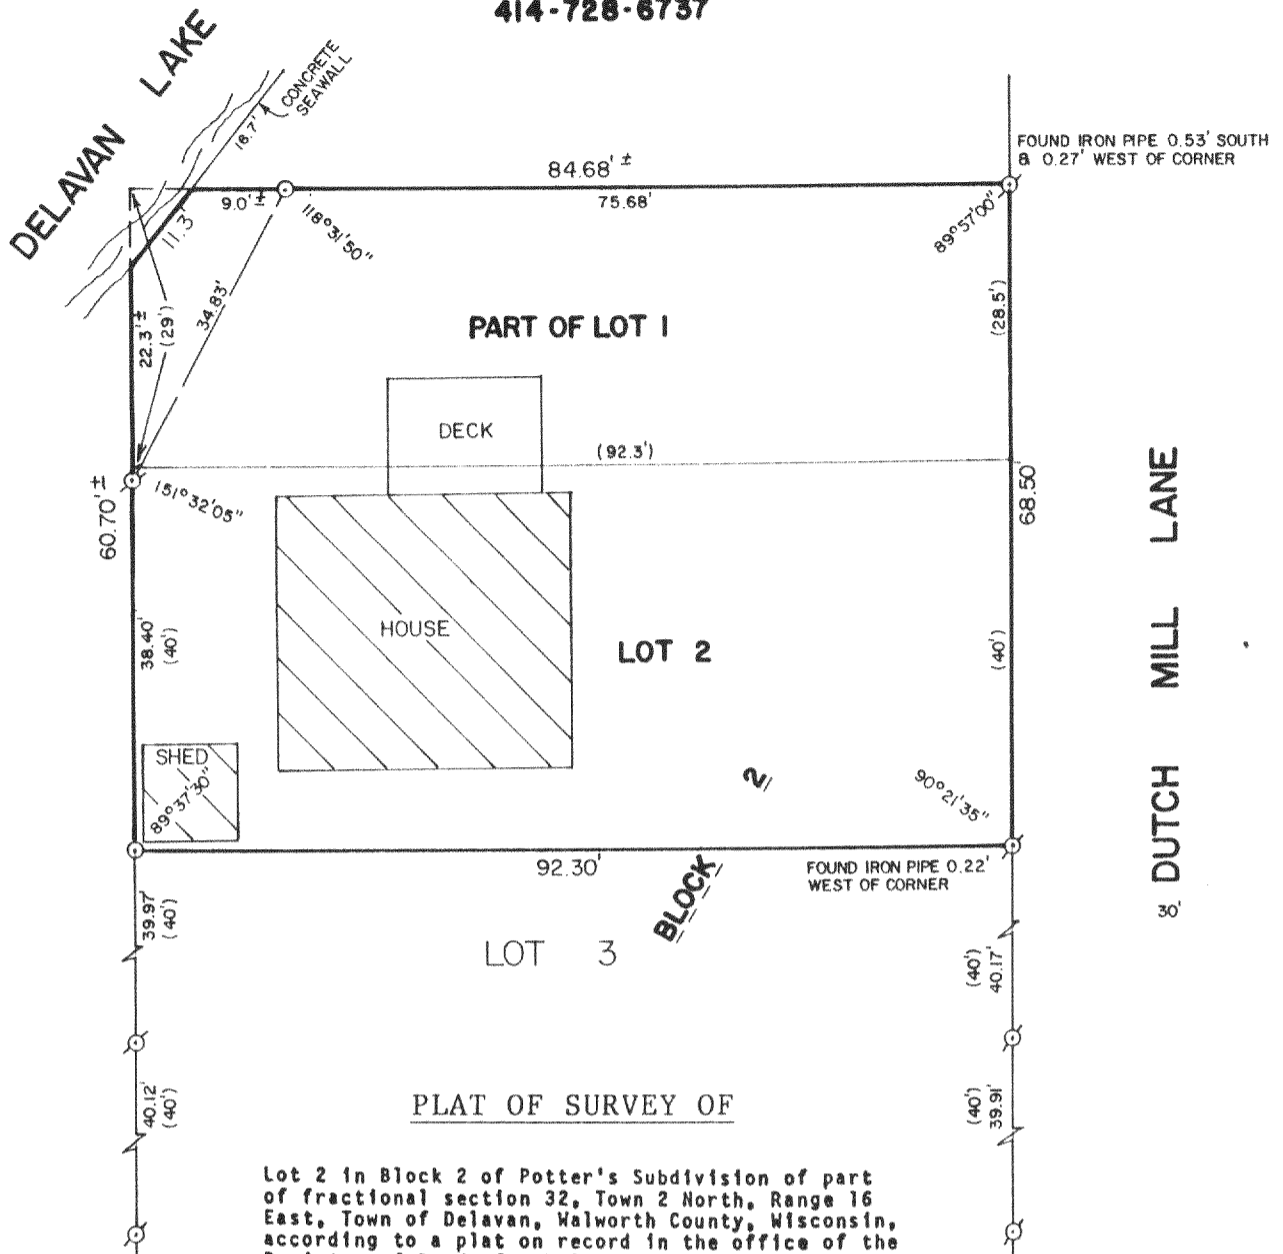 414-728-6737
DELAVAN LAKE
CONCRETE
SEAWALL
16.7'
FOUND IRON PIPE 0.53' SOUTH
& 0.27' WEST OF CORNER
84.68' ±
9.0' ±
75.68'
118°31'50"
89°57'00"
11.3'
34.83'
22.3' ±
(29')
(28.5')
PART OF LOT 1
DECK
(92.3')
60.70' ±
151°32'05"
68.50
HOUSE
LOT 2
38.40'
(40')
(40')
DUTCH MILL LANE
30'
SHED
89°37'30"
90°21'35"
BLOCK 2
92.30'
FOUND IRON PIPE 0.22'
WEST OF CORNER
39.97'
(40')
LOT 3
(40')
40.17'
40.12'
(40')
(40')
39.91'
PLAT OF SURVEY OF
Lot 2 in Block 2 of Potter's Subdivision of part
of fractional section 32, Town 2 North, Range 16
East, Town of Delavan, Walworth County, Wisconsin,
according to a plat on record in the office of the